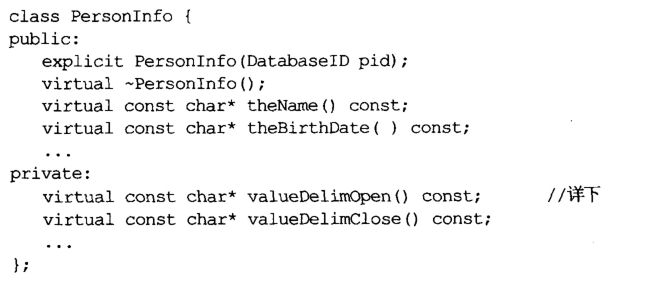 class PersonInfo {
public:
   explicit PersonInfo(DatabaseID pid);
   virtual ~PersonInfo();
   virtual const char* theName() const;
   virtual const char* theBirthDate( ) const;
   ...
private:
   virtual const char* valueDelimOpen() const;      //详下
   virtual const char* valueDelimClose() const;
   ...
};